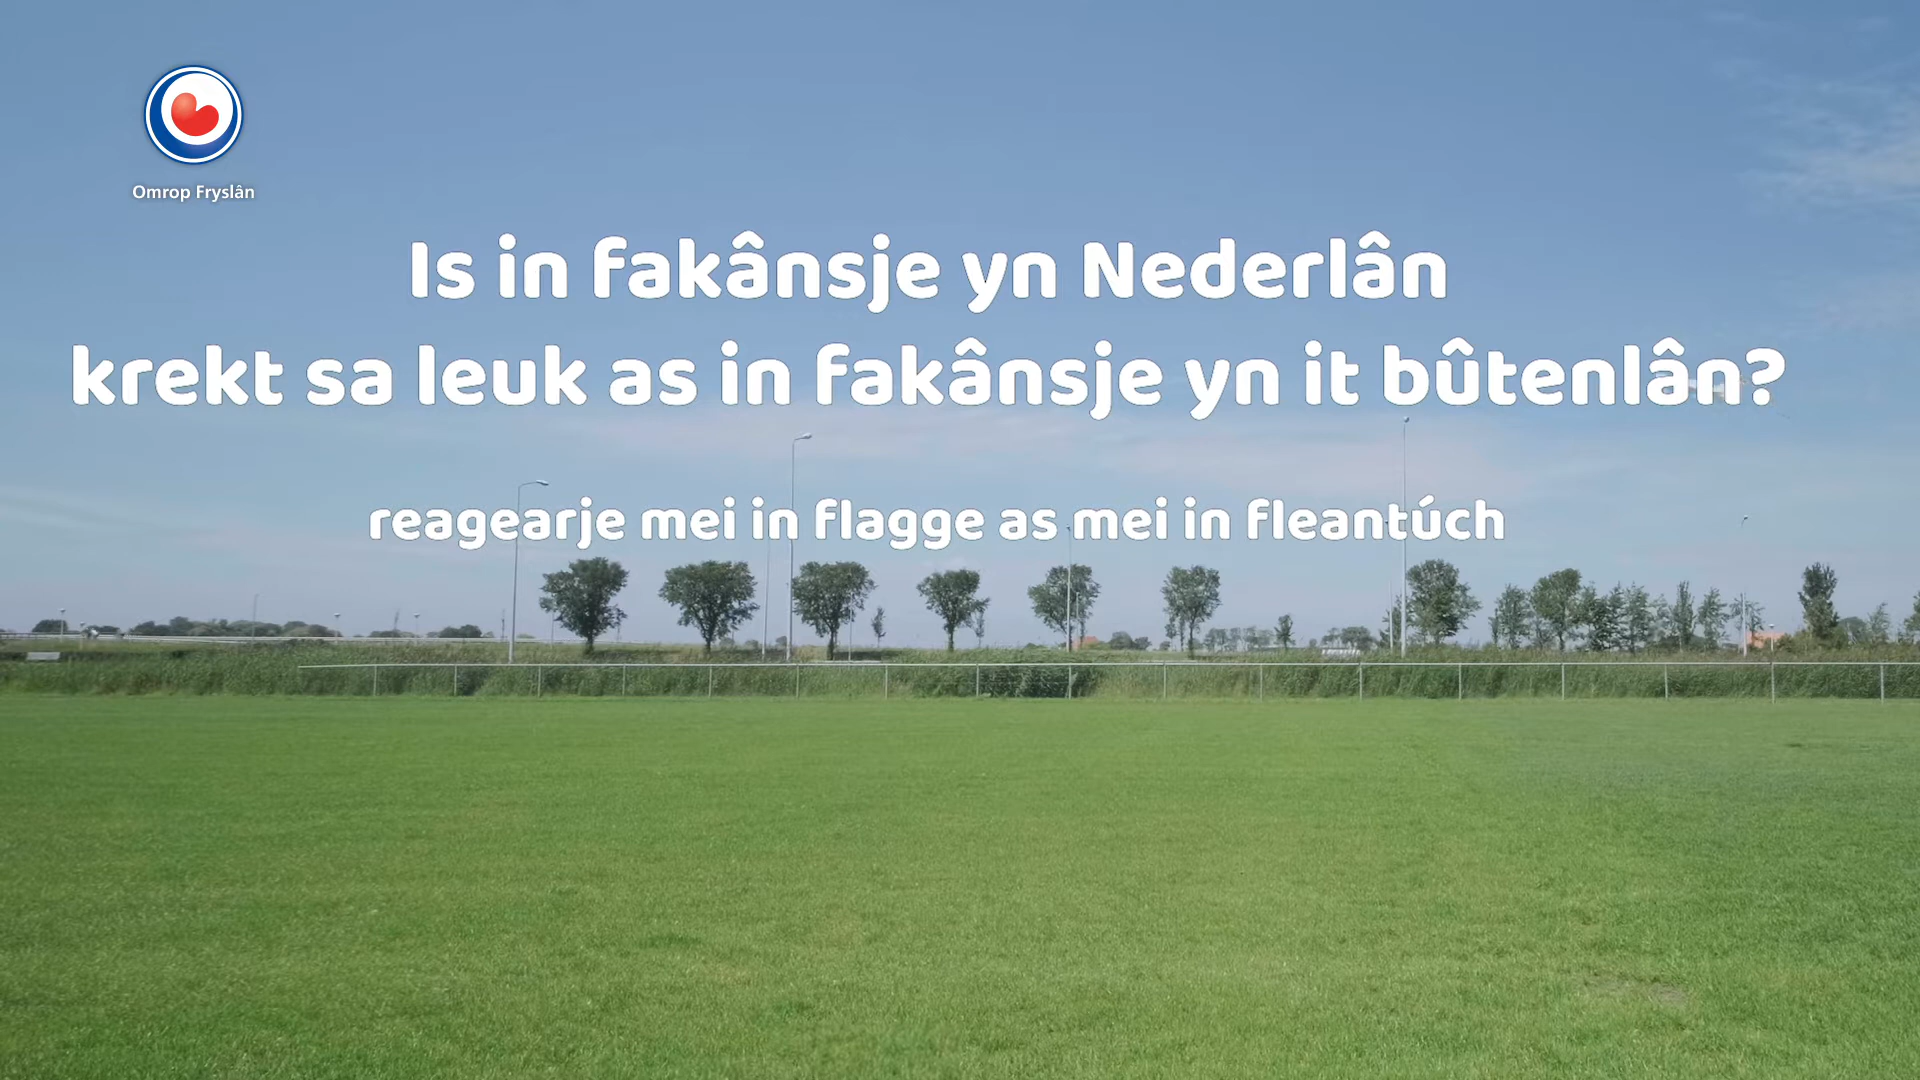 Omrop Fryslân
Is in fakânsje yn Nederlân
krekt sa leuk as in fakânsje yn it bûtenlân?
reagearje mei in flagge as mei in fleantúch